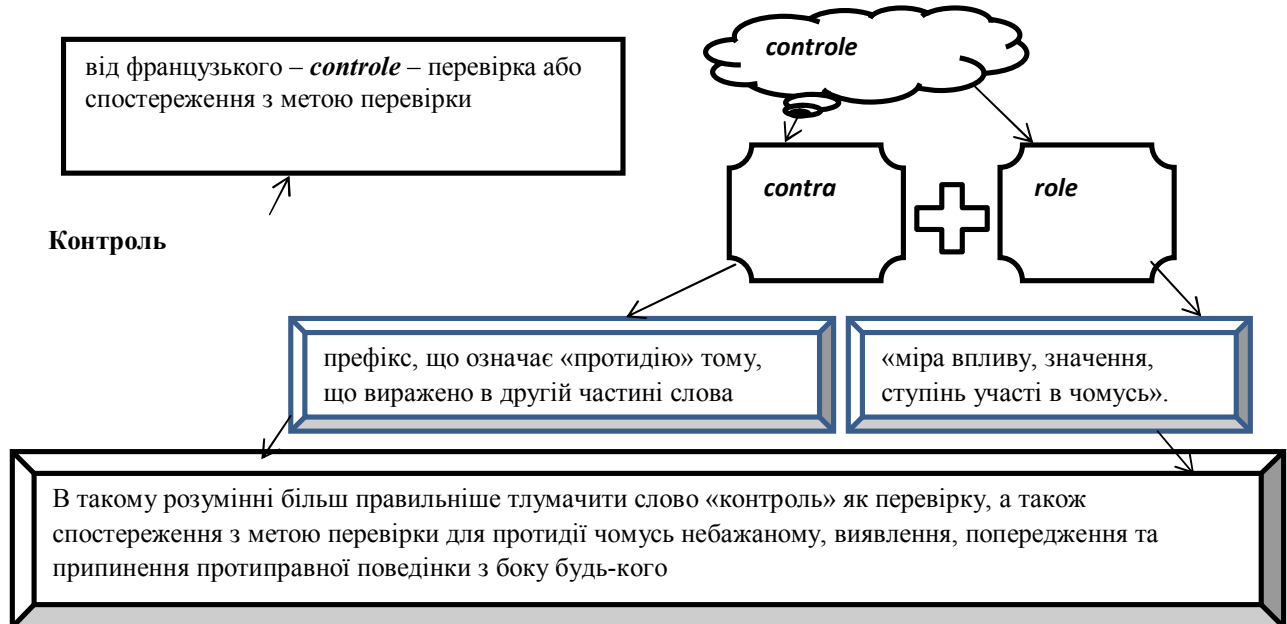 від французького – controle – перевірка або
спостереження з метою перевірки
controle
contra
role
Контроль
префікс, що означає «протидію» тому,
що виражено в другій частині слова
«міра впливу, значення,
ступінь участі в чомусь».
В такому розумінні більш правильніше тлумачити слово «контроль» як перевірку, а також
спостереження з метою перевірки для протидії чомусь небажаному, виявлення, попередження та
припинення протиправної поведінки з боку будь-кого